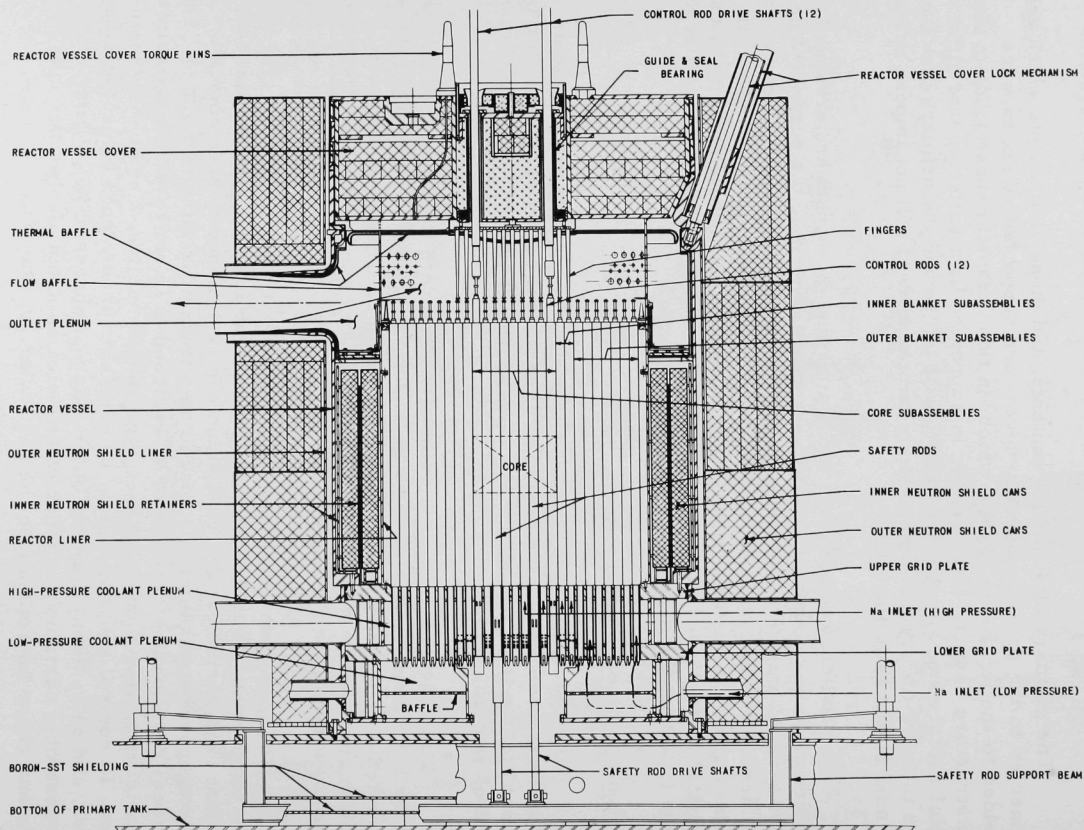 CONTROL ROD DRIVE SHAFTS (12)
REACTOR VESSEL COVER TORQUE PINS
GUIDE & SEAL
BEARING
REACTOR VESSEL COVER LOCK MECHANISM
REACTOR VESSEL COVER
THERMAL BAFFLE
FINGERS
FLOW BAFFLE
CONTROL RODS (12)
OUTLET PLENUM
INNER BLANKET SUBASSEMBLIES
OUTER BLANKET SUBASSEMBLIES
REACTOR VESSEL
CORE SUBASSEMBLIES
OUTER NEUTRON SHIELD LINER
SAFETY RODS
CORE
INNER NEUTRON SHIELD RETAINERS
INNER NEUTRON SHIELD CANS
REACTOR LINER
OUTER NEUTRON SHIELD CANS
UPPER GRID PLATE
HIGH-PRESSURE COOLANT PLENUM
Na INLET (HIGH PRESSURE)
LOW-PRESSURE COOLANT PLENUM
LOWER GRID PLATE
Na INLET (LOW PRESSURE)
BAFFLE
BORON-SST SHIELDING
SAFETY ROD DRIVE SHAFTS
SAFETY ROD SUPPORT BEAM
BOTTOM OF PRIMARY TANK